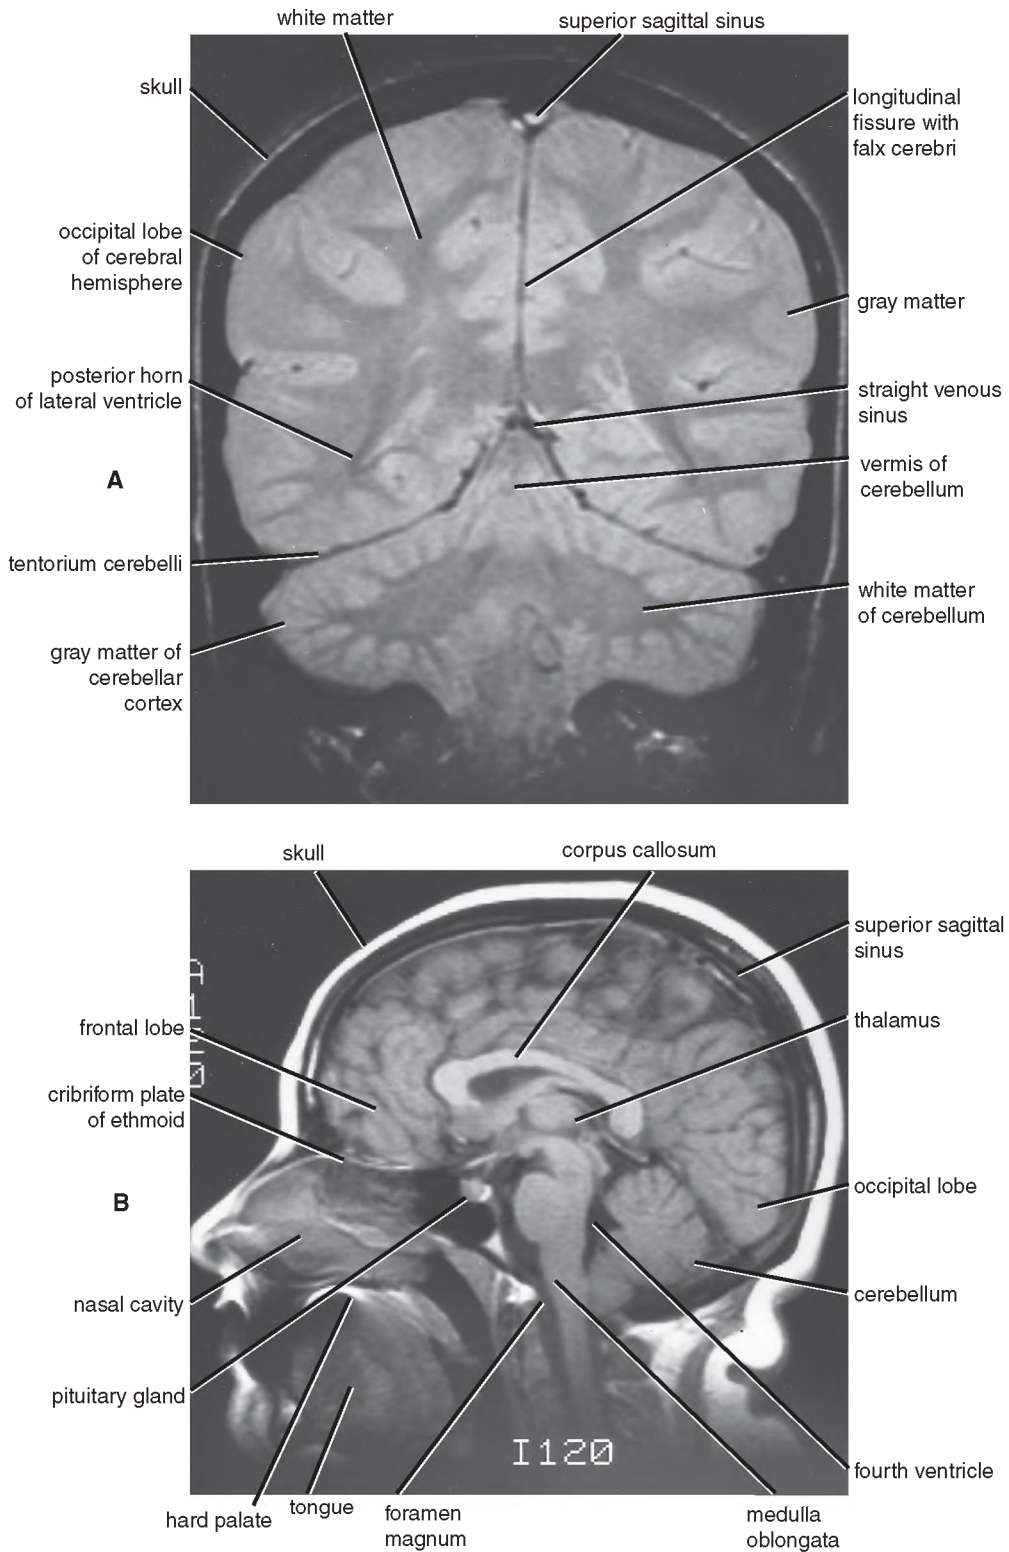 white matter
superior sagittal sinus
skull
longitudinal
fissure with
falx cerebri
occipital lobe
of cerebral
hemisphere
gray matter
posterior horn
of lateral ventricle
straight venous
sinus
A
vermis of
cerebellum
tentorium cerebelli
white matter
of cerebellum
gray matter of
cerebellar
cortex
skull
corpus callosum
superior sagittal
sinus
frontal lobe
thalamus
cribriform plate
of ethmoid
B
occipital lobe
nasal cavity
cerebellum
pituitary gland
I120
fourth ventricle
hard palate
tongue
foramen
magnum
medulla
oblongata